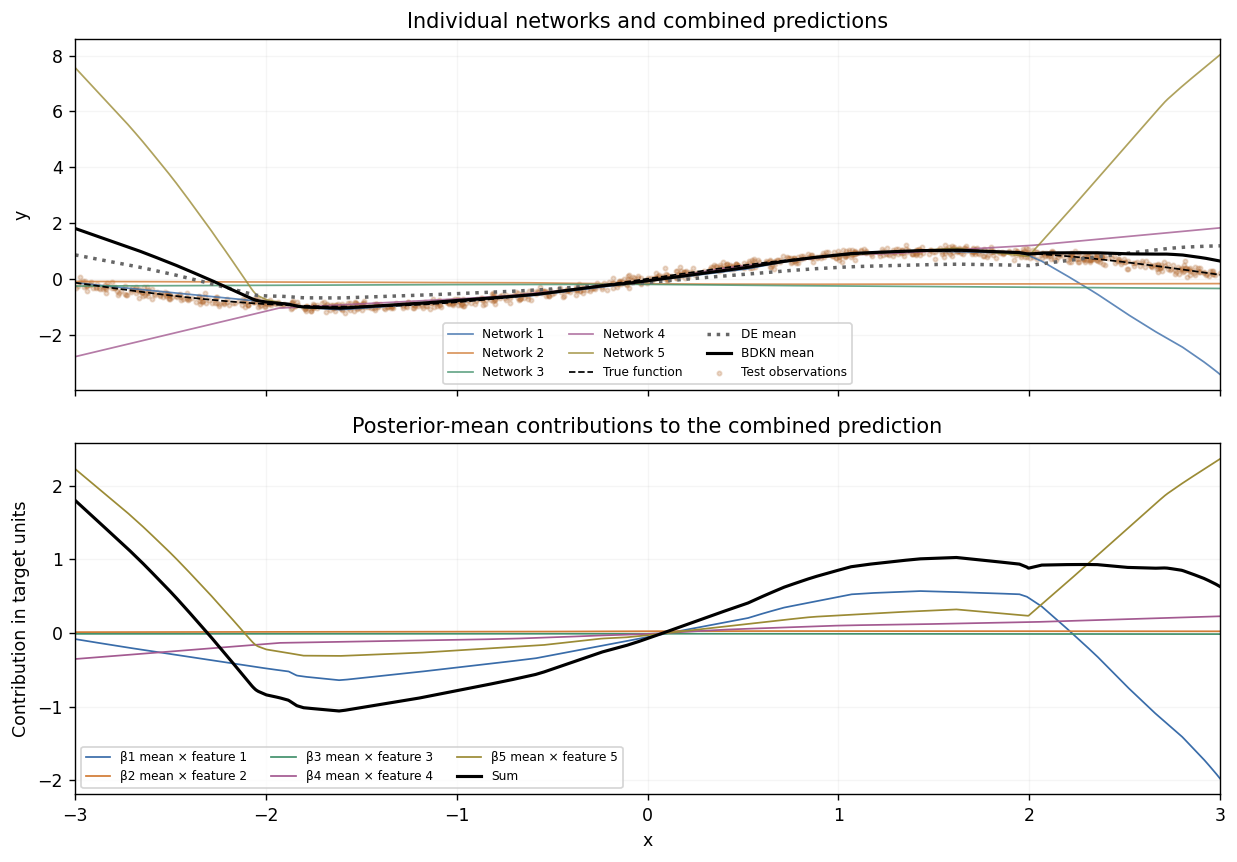 Individual networks and combined predictions
8
6
4
2
0
−2
y
Network 1
Network 2
Network 3
Network 4
Network 5
True function
DE mean
BDKN mean
Test observations
Posterior-mean contributions to the combined prediction
2
1
0
−1
−2
Contribution in target units
β1 mean × feature 1
β2 mean × feature 2
β3 mean × feature 3
β4 mean × feature 4
β5 mean × feature 5
Sum
−3 −2 −1 0 1 2 3
x